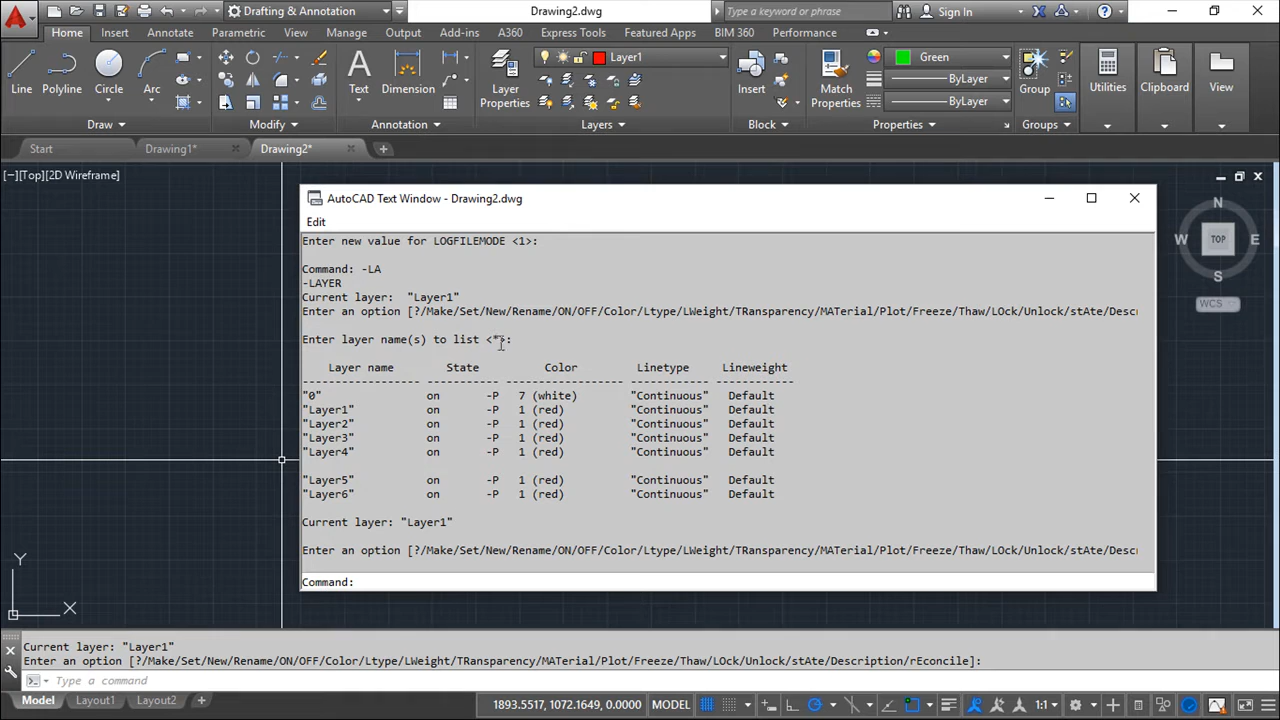 Drafting & Annotation
Drawing2.dwg
Type a keyword or phrase
Sign In
Home Insert Annotate Parametric View Manage Output Add-ins A360 Express Tools Featured Apps BIM 360 Performance
Layer1
Green
ByLayer
ByLayer
Line Polyline Circle Arc
Text Dimension
Layer
Properties
Insert
Match
Properties
Group
Utilities
Clipboard
View
Draw Modify Annotation Layers Block Properties Groups
Start Drawing1* Drawing2*
[−][Top][2D Wireframe]
AutoCAD Text Window - Drawing2.dwg
Edit
Enter new value for LOGFILEMODE <1>:
Command: -LA
-LAYER
Current layer: "Layer1"
Enter an option [?/Make/Set/New/Rename/ON/OFF/Color/Ltype/LWeight/TRansparency/MATerial/Plot/Freeze/Thaw/LOck/Unlock/stAte/Descr
Enter layer name(s) to list <*>:
Layer name State Color Linetype Lineweight
------------------ ----------- ------------------ ------------ ------------
"0" on -P 7 (white) "Continuous" Default
"Layer1" on -P 1 (red) "Continuous" Default
"Layer2" on -P 1 (red) "Continuous" Default
"Layer3" on -P 1 (red) "Continuous" Default
"Layer4" on -P 1 (red) "Continuous" Default
"Layer5" on -P 1 (red) "Continuous" Default
"Layer6" on -P 1 (red) "Continuous" Default
Current layer: "Layer1"
Enter an option [?/Make/Set/New/Rename/ON/OFF/Color/Ltype/LWeight/TRansparency/MATerial/Plot/Freeze/Thaw/LOck/Unlock/stAte/Descr
Command:
N
W TOP E
S
WCS
Y
X
Current layer: "Layer1"
Enter an option [?/Make/Set/New/Rename/ON/OFF/Color/Ltype/LWeight/TRansparency/MATerial/Plot/Freeze/Thaw/LOck/Unlock/stAte/Description/rEconcile]:
Type a command
Model Layout1 Layout2
1893.5517, 1072.1649, 0.0000 MODEL 1:1